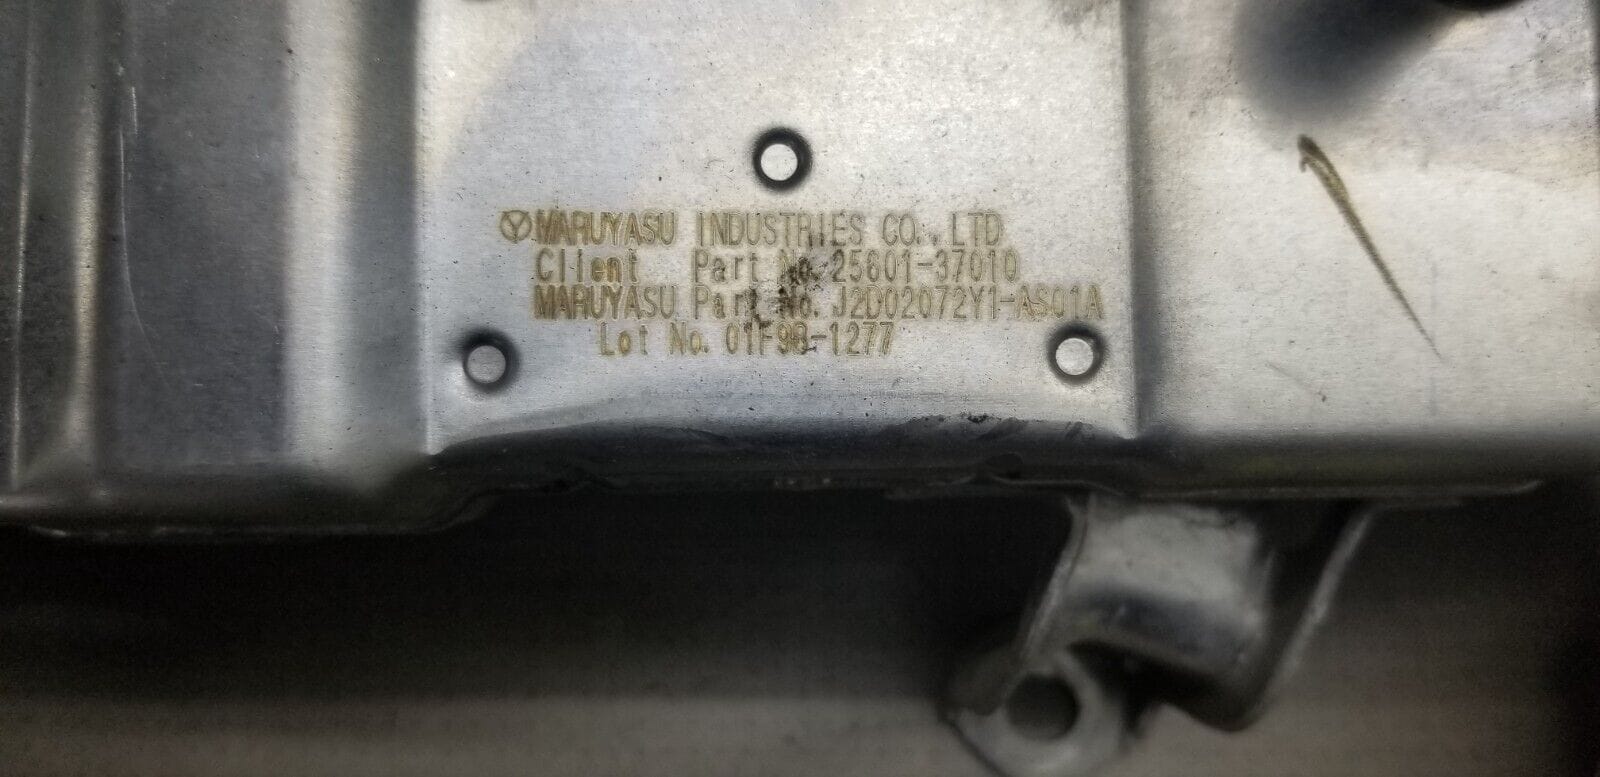 MARUYASU INDUSTRIES CO.,LTD
Client Part No. 25601-37010
MARUYASU Part No. J2D02072Y1-AS01A
Lot No. 01F9B-1277